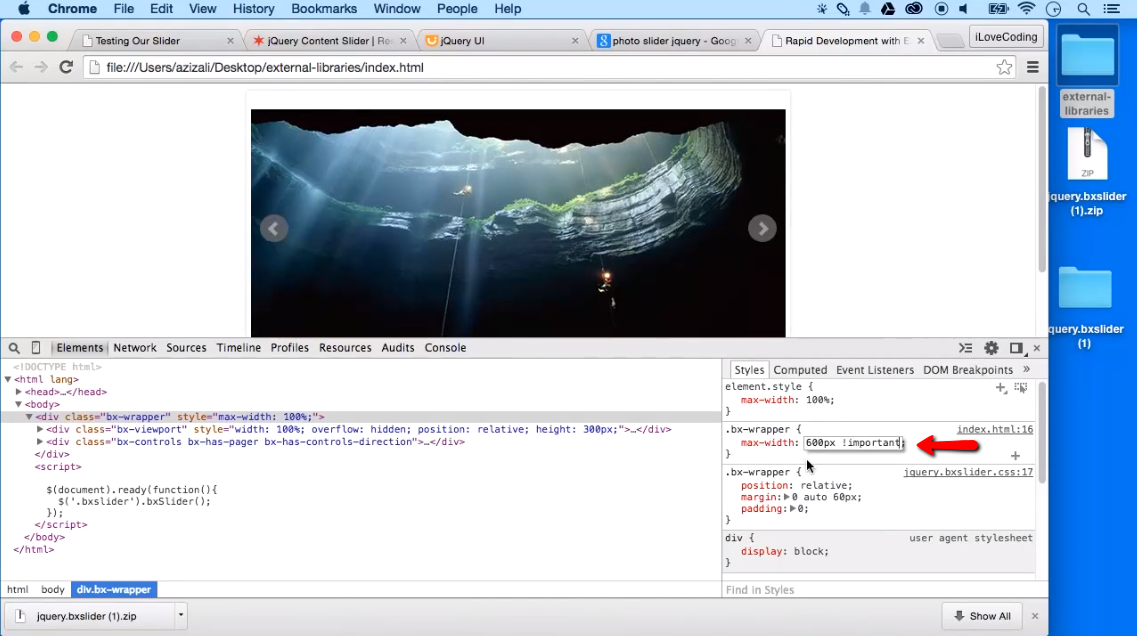 Chrome File Edit View History Bookmarks Window People Help
Testing Our Slider
jQuery Content Slider | Re
jQuery UI
photo slider jquery - Goog
Rapid Development with E
iLoveCoding
file:///Users/azizali/Desktop/external-libraries/index.html
external-
libraries
ZIP
jquery.bxslider
(1).zip
jquery.bxslider
(1)
Elements Network Sources Timeline Profiles Resources Audits Console
<!DOCTYPE html>
<html lang>
<head>…</head>
<body>
<div class="bx-wrapper" style="max-width: 100%;">
<div class="bx-viewport" style="width: 100%; overflow: hidden; position: relative; height: 300px;">…</div>
<div class="bx-controls bx-has-pager bx-has-controls-direction">…</div>
</div>
<script>
$(document).ready(function(){
$('.bxslider').bxSlider();
});
</script>
</body>
</html>
html body div.bx-wrapper
Styles Computed Event Listeners DOM Breakpoints »
element.style {
max-width: 100%;
}
.bx-wrapper { index.html:16
max-width: 600px !important;
}
.bx-wrapper { jquery.bxslider.css:17
position: relative;
margin: 0 auto 60px;
padding: 0;
}
div { user agent stylesheet
display: block;
}
Find in Styles
jquery.bxslider (1).zip
Show All